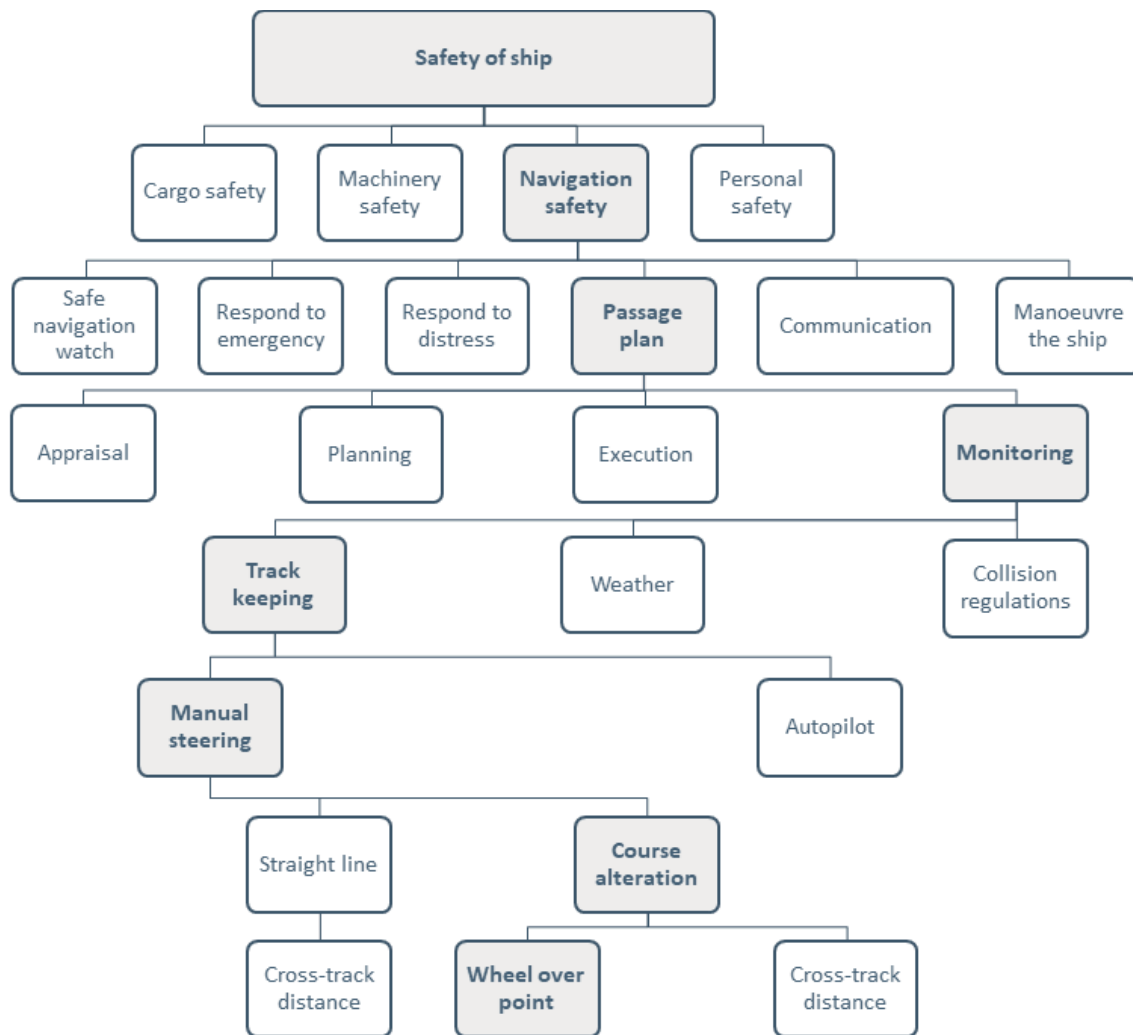 Safety of ship
Cargo safety
Machinery
safety
Navigation
safety
Personal
safety
Safe
navigation
watch
Respond to
emergency
Respond to
distress
Passage
plan
Communication
Manoeuvre
the ship
Appraisal
Planning
Execution
Monitoring
Track
keeping
Weather
Collision
regulations
Manual
steering
Autopilot
Straight line
Course
alteration
Cross-track
distance
Wheel over
point
Cross-track
distance